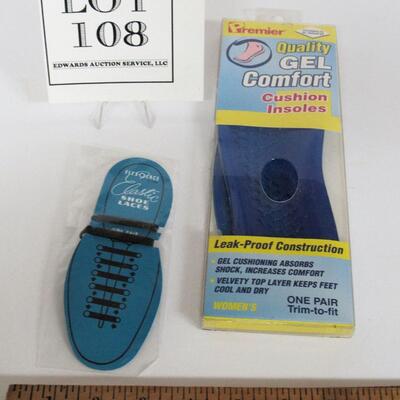 LOT
108
EDWARDS AUCTION SERVICE, LLC
Premier
Quality
GEL
Comfort
Cushion
Insoles
Leak-Proof Construction
• GEL CUSHIONING ABSORBS
SHOCK, INCREASES COMFORT
• VELVETY TOP LAYER KEEPS FEET
COOL AND DRY
WOMEN'S
ONE PAIR
Trim-to-fit
Elastic
SHOE
LACES